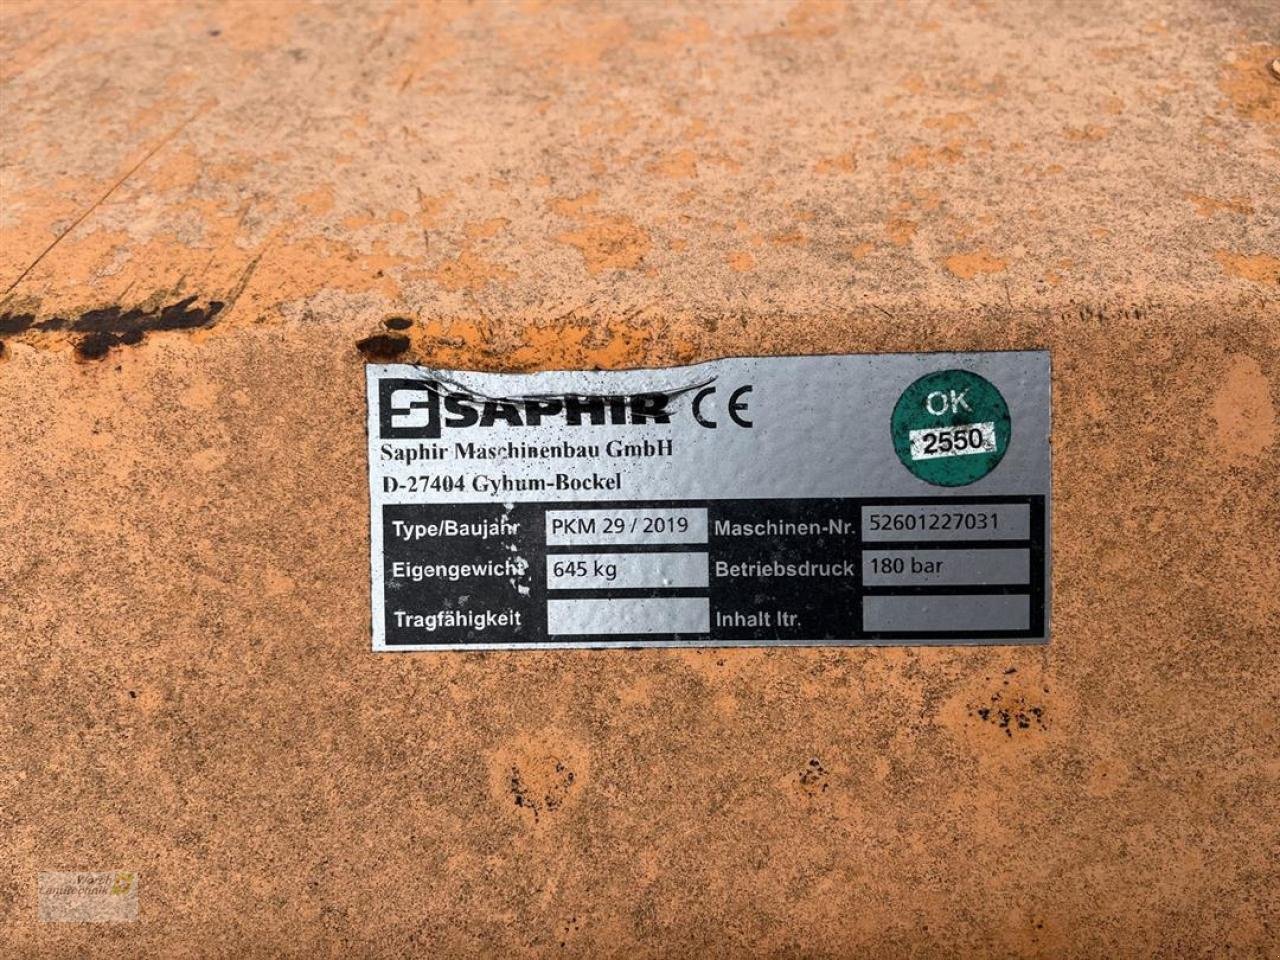 SAPHIR CE
OK
2550
Saphir Maschinenbau GmbH
D-27404 Gyhum-Bockel
Type/Baujahr PKM 29 / 2019 Maschinen-Nr. 52601227031
Eigengewicht 645 kg Betriebsdruck 180 bar
Tragfähigkeit Inhalt ltr.
Landtechnik